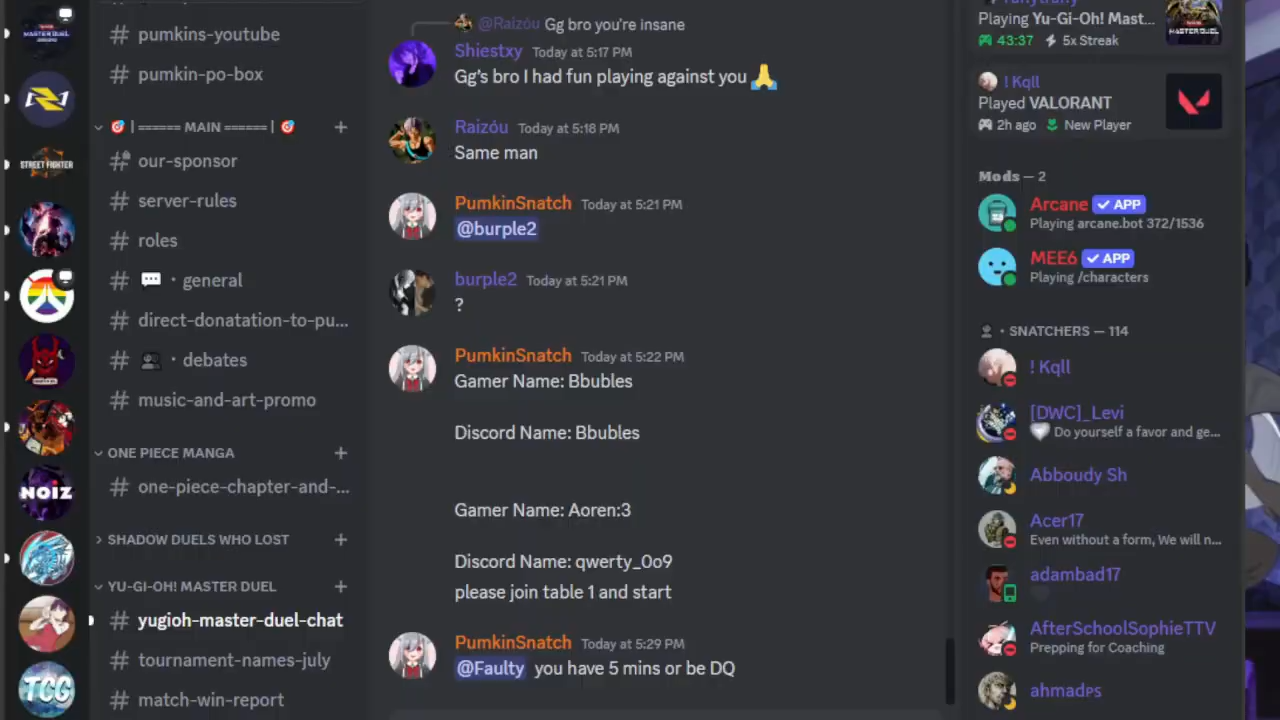 MASTER DUEL
STREET FIGHTER
NOIZ
TCG
# pumkins-youtube
# pumkin-po-box
| ====== MAIN ====== | +
# our-sponsor
# server-rules
# roles
# 💬 · general
# direct-donatation-to-pu...
# · debates
# music-and-art-promo
ONE PIECE MANGA +
# one-piece-chapter-and-...
SHADOW DUELS WHO LOST +
YU-GI-OH! MASTER DUEL +
# yugioh-master-duel-chat
# tournament-names-july
# match-win-report
@Raizóu Gg bro you're insane
Shiestxy Today at 5:17 PM
Gg's bro I had fun playing against you 🙏
Raizóu Today at 5:18 PM
Same man
PumkinSnatch Today at 5:21 PM
@burple2
burple2 Today at 5:21 PM
?
PumkinSnatch Today at 5:22 PM
Gamer Name: Bbubles
Discord Name: Bbubles
Gamer Name: Aoren:3
Discord Name: qwerty_0o9
please join table 1 and start
PumkinSnatch Today at 5:29 PM
@Faulty you have 5 mins or be DQ
Playing Yu-Gi-Oh! Mast...
43:37 5x Streak
MASTER DUEL
! Kqll
Played VALORANT
2h ago New Player
Mods — 2
Arcane ✓ APP
Playing arcane.bot 372/1536
MEE6 ✓ APP
Playing /characters
· SNATCHERS — 114
! Kqll
[DWC]_Levi
Do yourself a favor and ge...
Abboudy Sh
Acer17
Even without a form, We will n...
adambad17
AfterSchoolSophieTTV
Prepping for Coaching
ahmadps